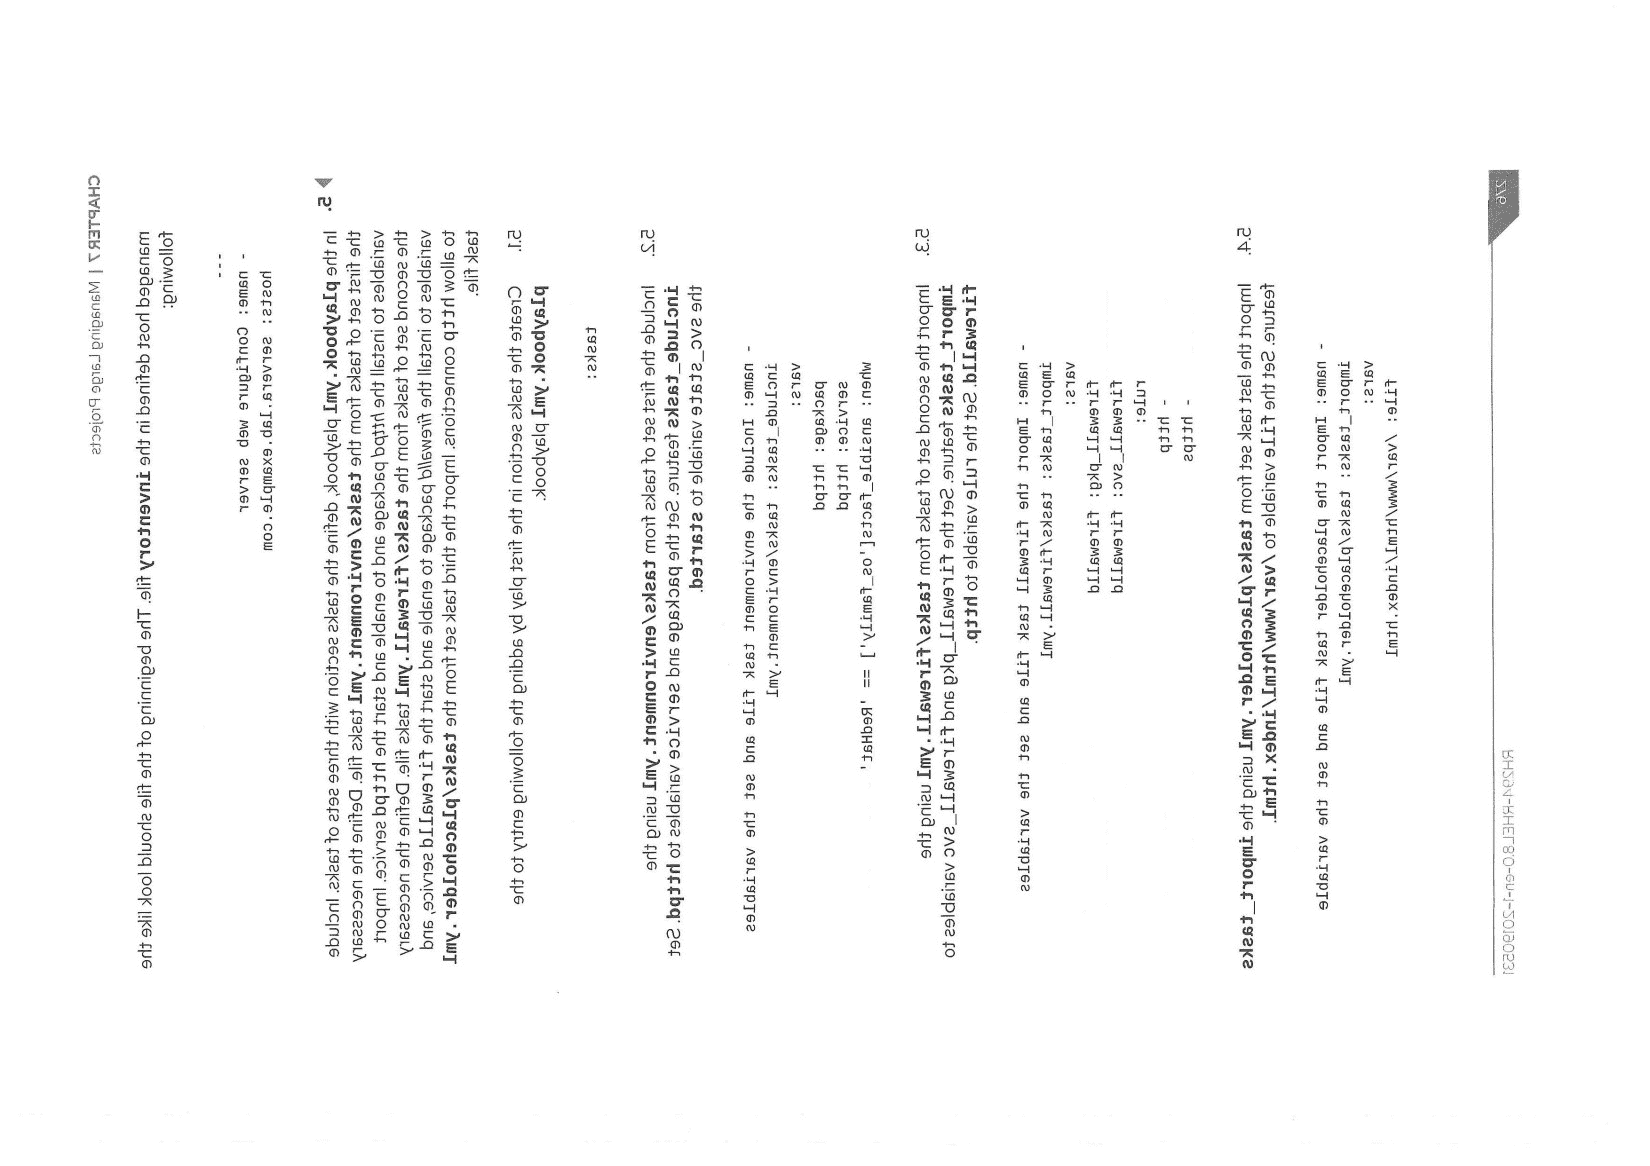 CHAPTER 7 | Managing Large Projects
managed host defined in the inventory file. The beginning of the file should look like the
following:
---
- name: Configure web server
hosts: servera.lab.example.com
5. In the playbook.yml playbook, define the tasks section with three sets of tasks. Include
the first set of tasks from the tasks/environment.yml tasks file. Define the necessary
variables to install the httpd package and to enable and start the httpd service. Import
the second set of tasks from the tasks/firewall.yml tasks file. Define the necessary
variables to install the firewalld package to enable and start the firewalld service, and
to allow http connections. Import the third task set from the tasks/placeholder.yml
task file.
5.1. Create the tasks section in the first play by adding the following entry to the
playbook.yml playbook.
tasks:
5.2. Include the first set of tasks from tasks/environment.yml using the
include_tasks feature. Set the package and service variables to httpd. Set
the svc_state variable to started.
- name: Include the environment task file and set the variables
include_tasks: tasks/environment.yml
vars:
package: httpd
service: httpd
when: ansible_facts['os_family'] == 'RedHat'
5.3. Import the second set of tasks from tasks/firewall.yml using the
import_tasks feature. Set the firewall_pkg and firewall_svc variables to
firewalld. Set the rule variable to http.
- name: Import the firewall task file and set the variables
import_tasks: tasks/firewall.yml
vars:
firewall_pkg: firewalld
firewall_svc: firewalld
rule:
- http
- https
5.4. Import the last task set from tasks/placeholder.yml using the import_tasks
feature. Set the file variable to /var/www/html/index.html.
- name: Import the placeholder task file and set the variable
import_tasks: tasks/placeholder.yml
vars:
file: /var/www/html/index.html
276
RH294-RHEL8.0-en-1-20190531